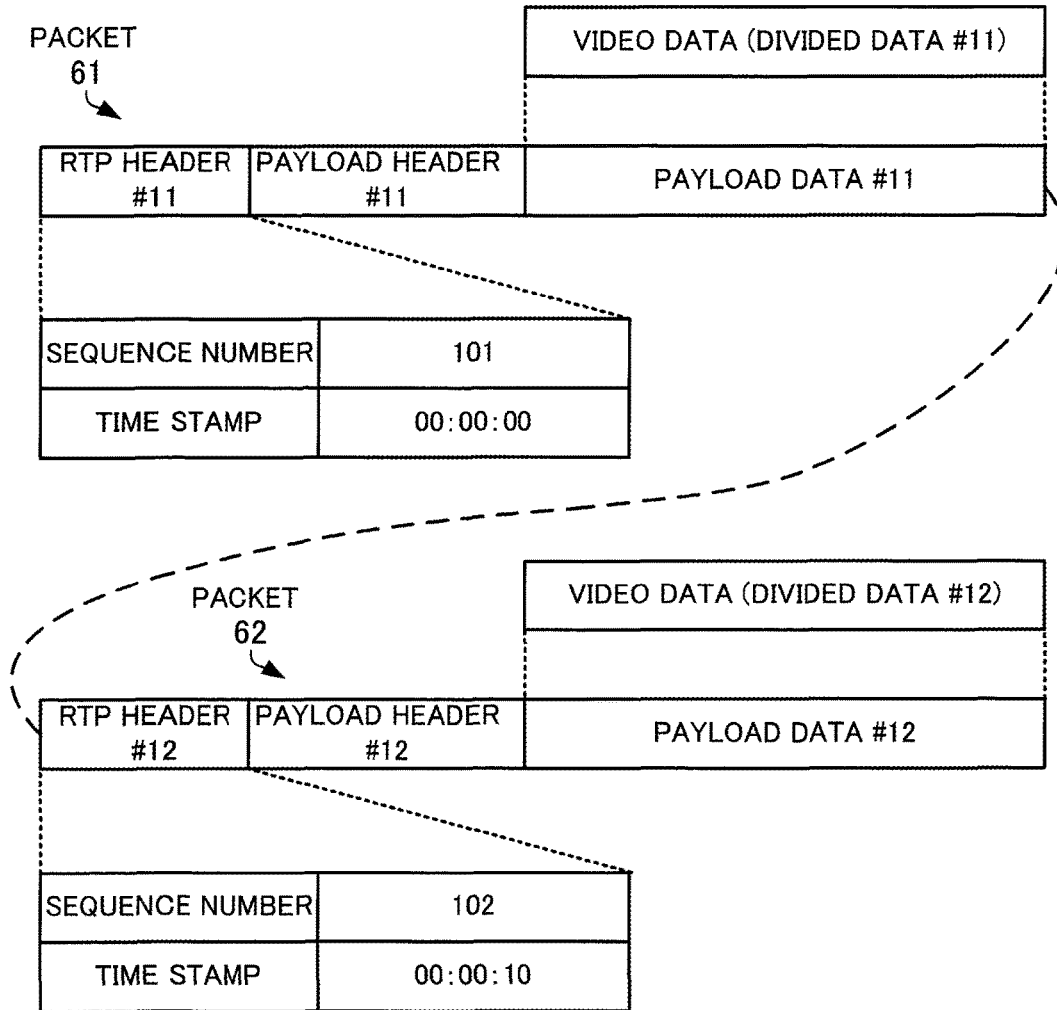 PACKET
61
VIDEO DATA (DIVIDED DATA #11)
RTP HEADER
#11
PAYLOAD HEADER
#11
PAYLOAD DATA #11
SEQUENCE NUMBER
101
TIME STAMP
00:00:00
PACKET
62
VIDEO DATA (DIVIDED DATA #12)
RTP HEADER
#12
PAYLOAD HEADER
#12
PAYLOAD DATA #12
SEQUENCE NUMBER
102
TIME STAMP
00:00:10